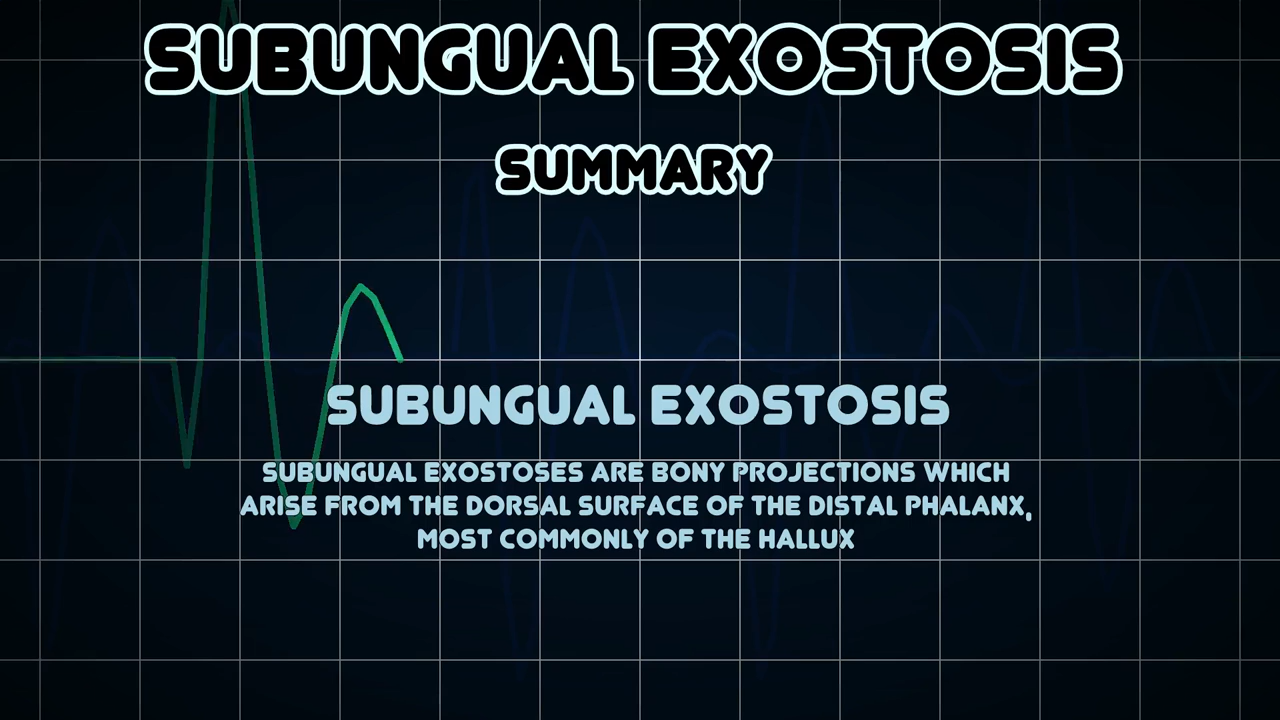 SUBUNGUAL EXOSTOSIS
SUMMARY
SUBUNGUAL EXOSTOSIS
SUBUNGUAL EXOSTOSES ARE BONY PROJECTIONS WHICH
ARISE FROM THE DORSAL SURFACE OF THE DISTAL PHALANX,
MOST COMMONLY OF THE HALLUX